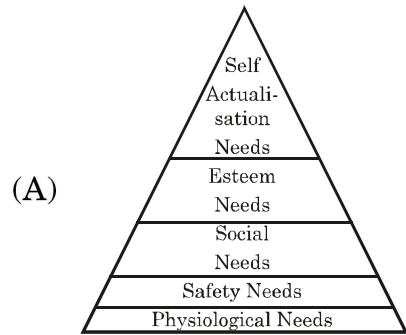 Self
Actuali-
sation
Needs
(A)
Esteem
Needs
Social
Needs
Safety Needs
Physiological Needs